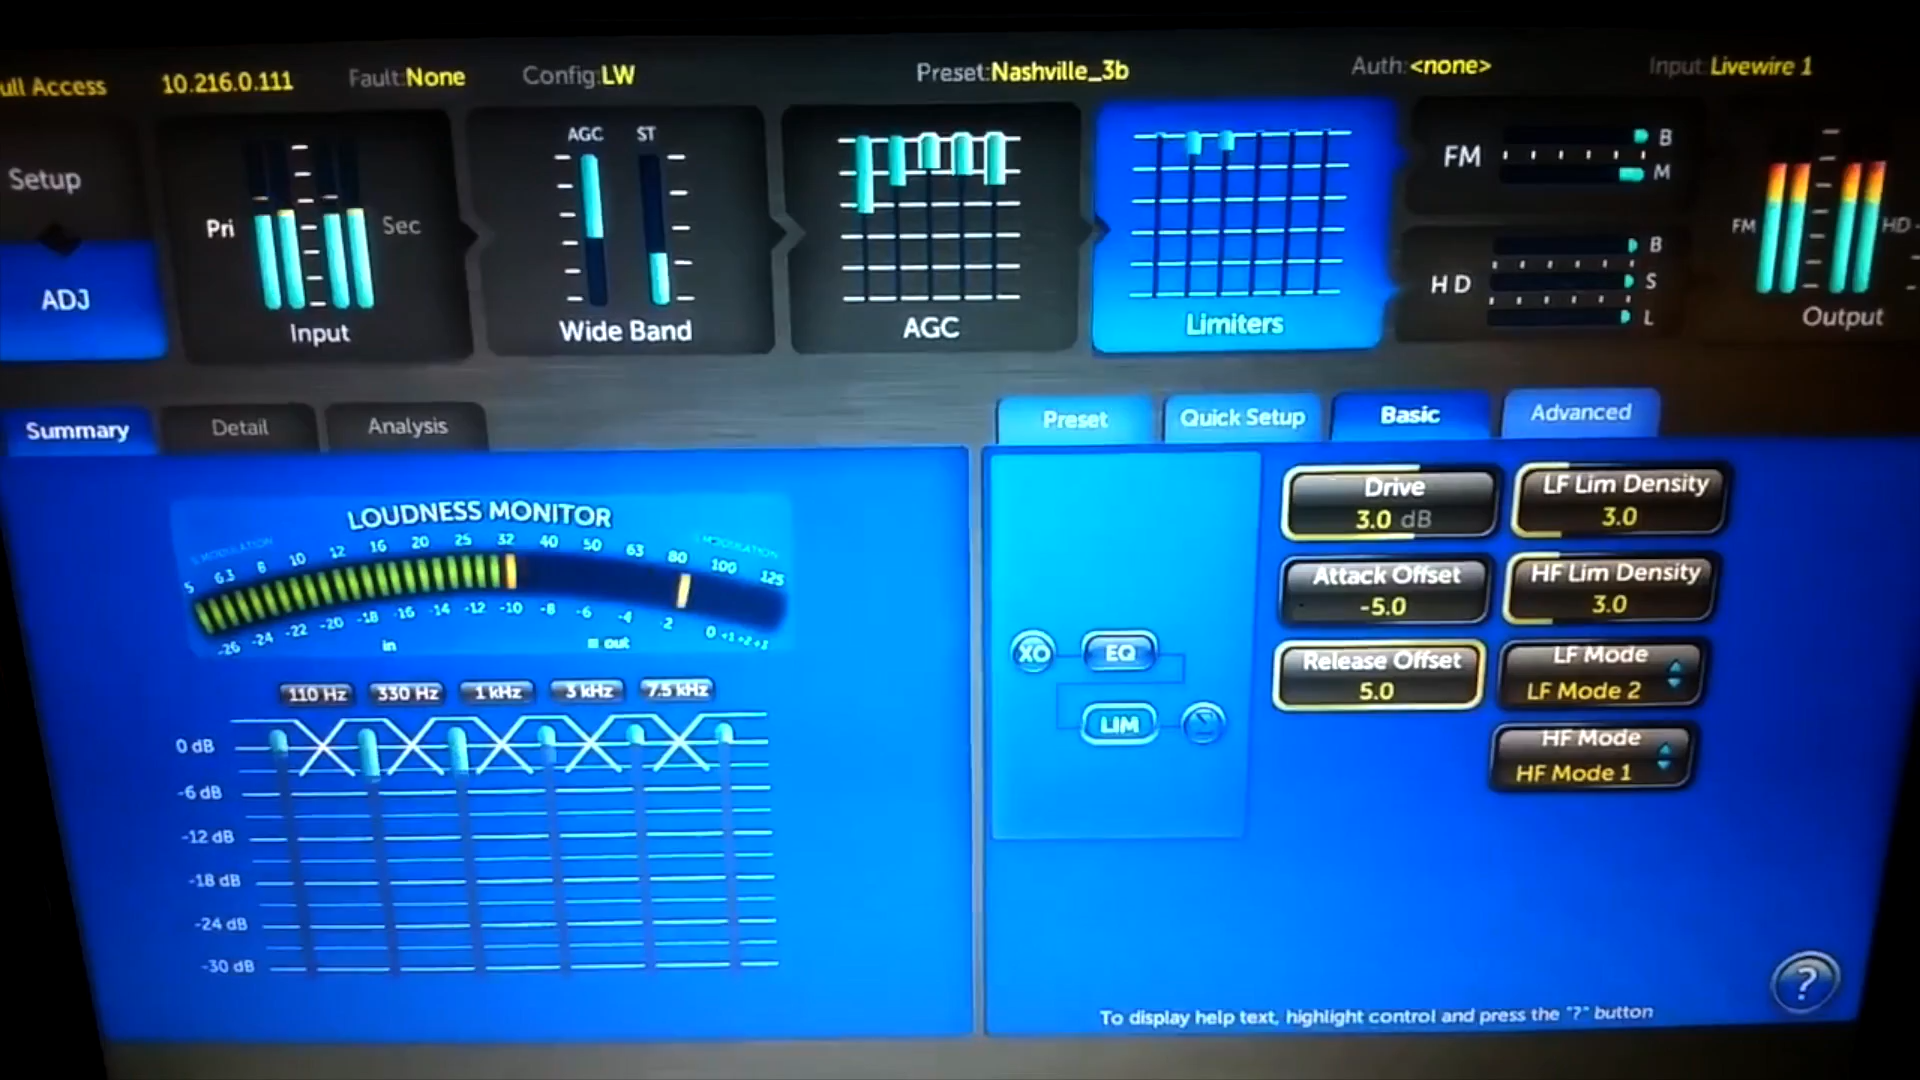 ull Access 10.216.0.111 Fault:None Config:LW Preset:Nashville_3b Auth:<none> Input:Livewire 1
Setup
ADJ
Pri Sec
Input
AGC ST
Wide Band
AGC
Limiters
FM B
M
HD B
S
L
FM HD
Output
Summary Detail Analysis
Preset Quick Setup Basic Advanced
LOUDNESS MONITOR
% MODULATION % MODULATION
5 6.3 8 10 12 16 20 25 32 40 50 63 80 100 125
-26 -24 -22 -20 -18 -16 -14 -12 -10 -8 -6 -4 -2 0 +1 +2 +3
in out
110 Hz 330 Hz 1 kHz 3 kHz 7.5 kHz
0 dB
-6 dB
-12 dB
-18 dB
-24 dB
-30 dB
XO EQ
LIM Σ
Drive
3.0 dB
LF Lim Density
3.0
Attack Offset
-5.0
HF Lim Density
3.0
Release Offset
5.0
LF Mode
LF Mode 2
HF Mode
HF Mode 1
?
To display help text, highlight control and press the "?" button